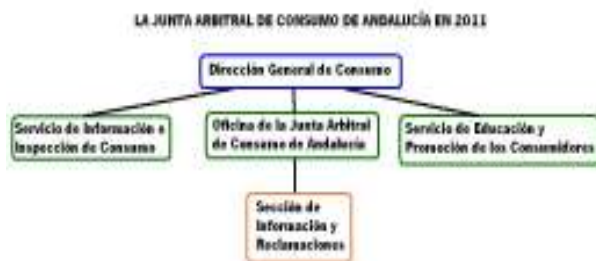 LA JUNTA ARBITRAL DE CONSUMO DE ANDALUCÍA EN 2011
Dirección General de Consumo
Servicio de Información e
Inspección de Consumo
Oficina de la Junta Arbitral
de Consumo de Andalucía
Servicio de Educación y
Promoción de los Consumidores
Sección de
Información y
Reclamaciones